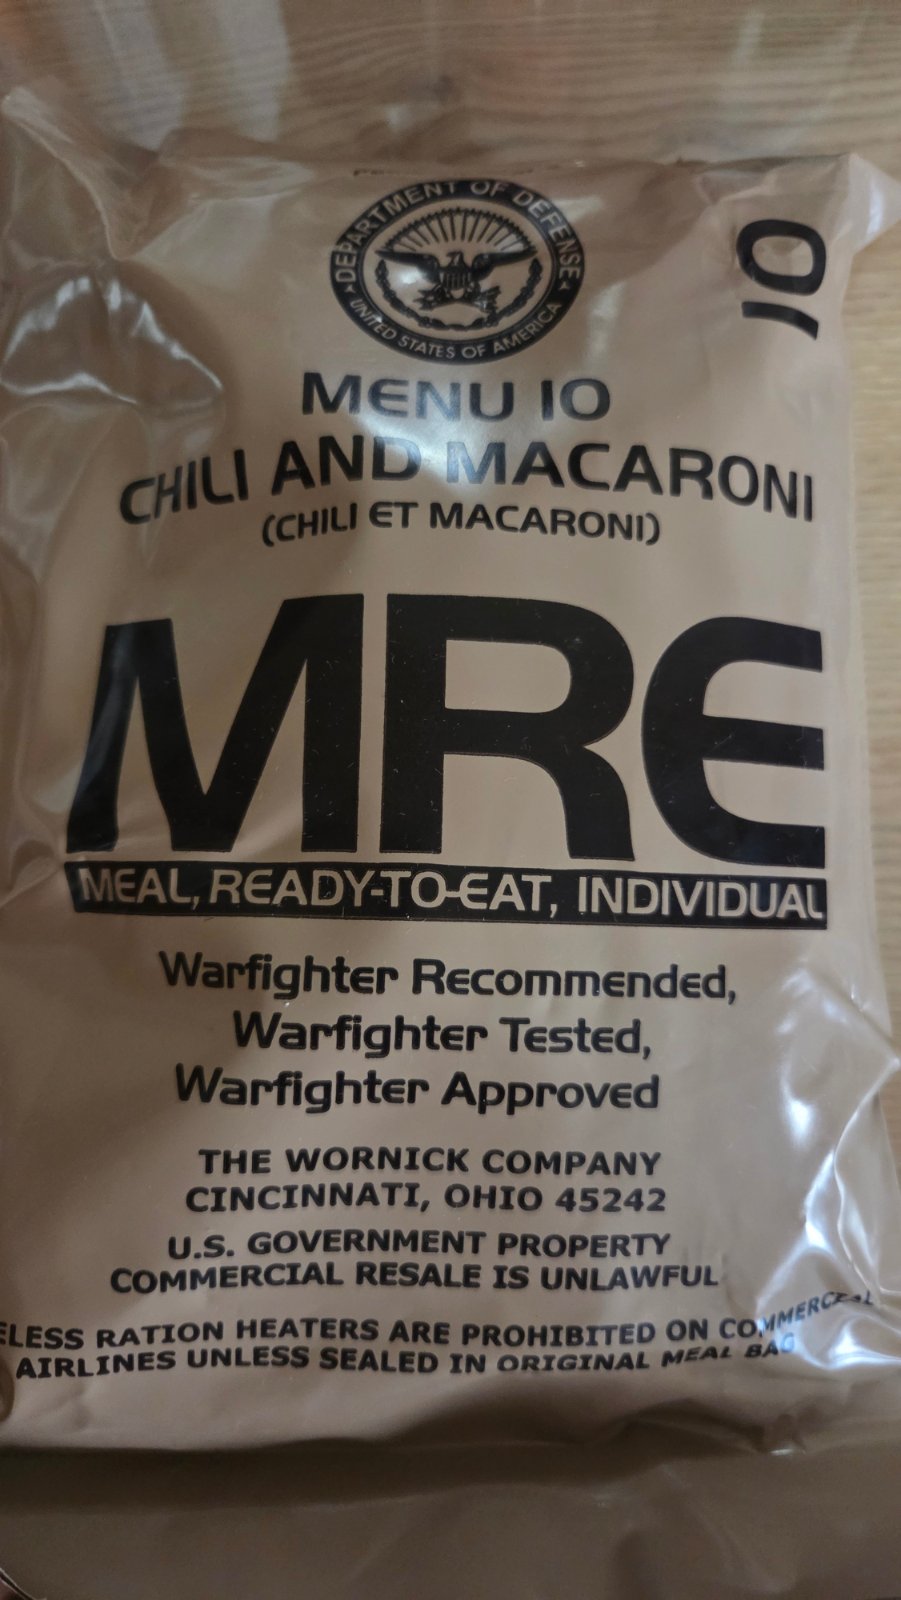 DEPARTMENT OF DEFENSE
UNITED STATES OF AMERICA
10
MENU 10
CHILI AND MACARONI
(CHILI ET MACARONI)
MRE
MEAL, READY-TO-EAT, INDIVIDUAL
Warfighter Recommended,
Warfighter Tested,
Warfighter Approved
THE WORNICK COMPANY
CINCINNATI, OHIO 45242
U.S. GOVERNMENT PROPERTY
COMMERCIAL RESALE IS UNLAWFUL
RATION HEATERS ARE PROHIBITED ON COMMERCIAL
AIRLINES UNLESS SEALED IN ORIGINAL MEAL BAG